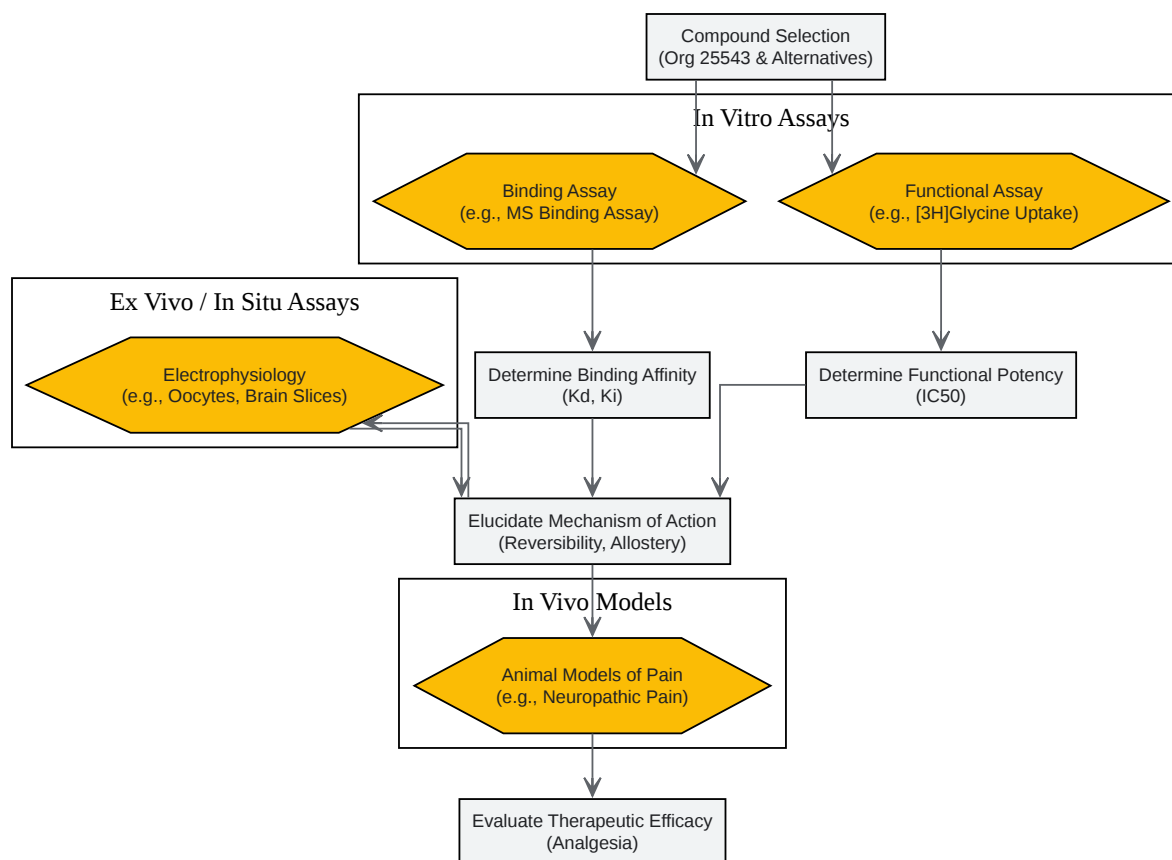 Compound Selection
(Org 25543 & Alternatives)
In Vitro Assays
Binding Assay
(e.g., MS Binding Assay)
Functional Assay
(e.g., [3H]Glycine Uptake)
Ex Vivo / In Situ Assays
Electrophysiology
(e.g., Oocytes, Brain Slices)
Determine Binding Affinity
(Kd, Ki)
Determine Functional Potency
(IC50)
Elucidate Mechanism of Action
(Reversibility, Allostery)
In Vivo Models
Animal Models of Pain
(e.g., Neuropathic Pain)
Evaluate Therapeutic Efficacy
(Analgesia)